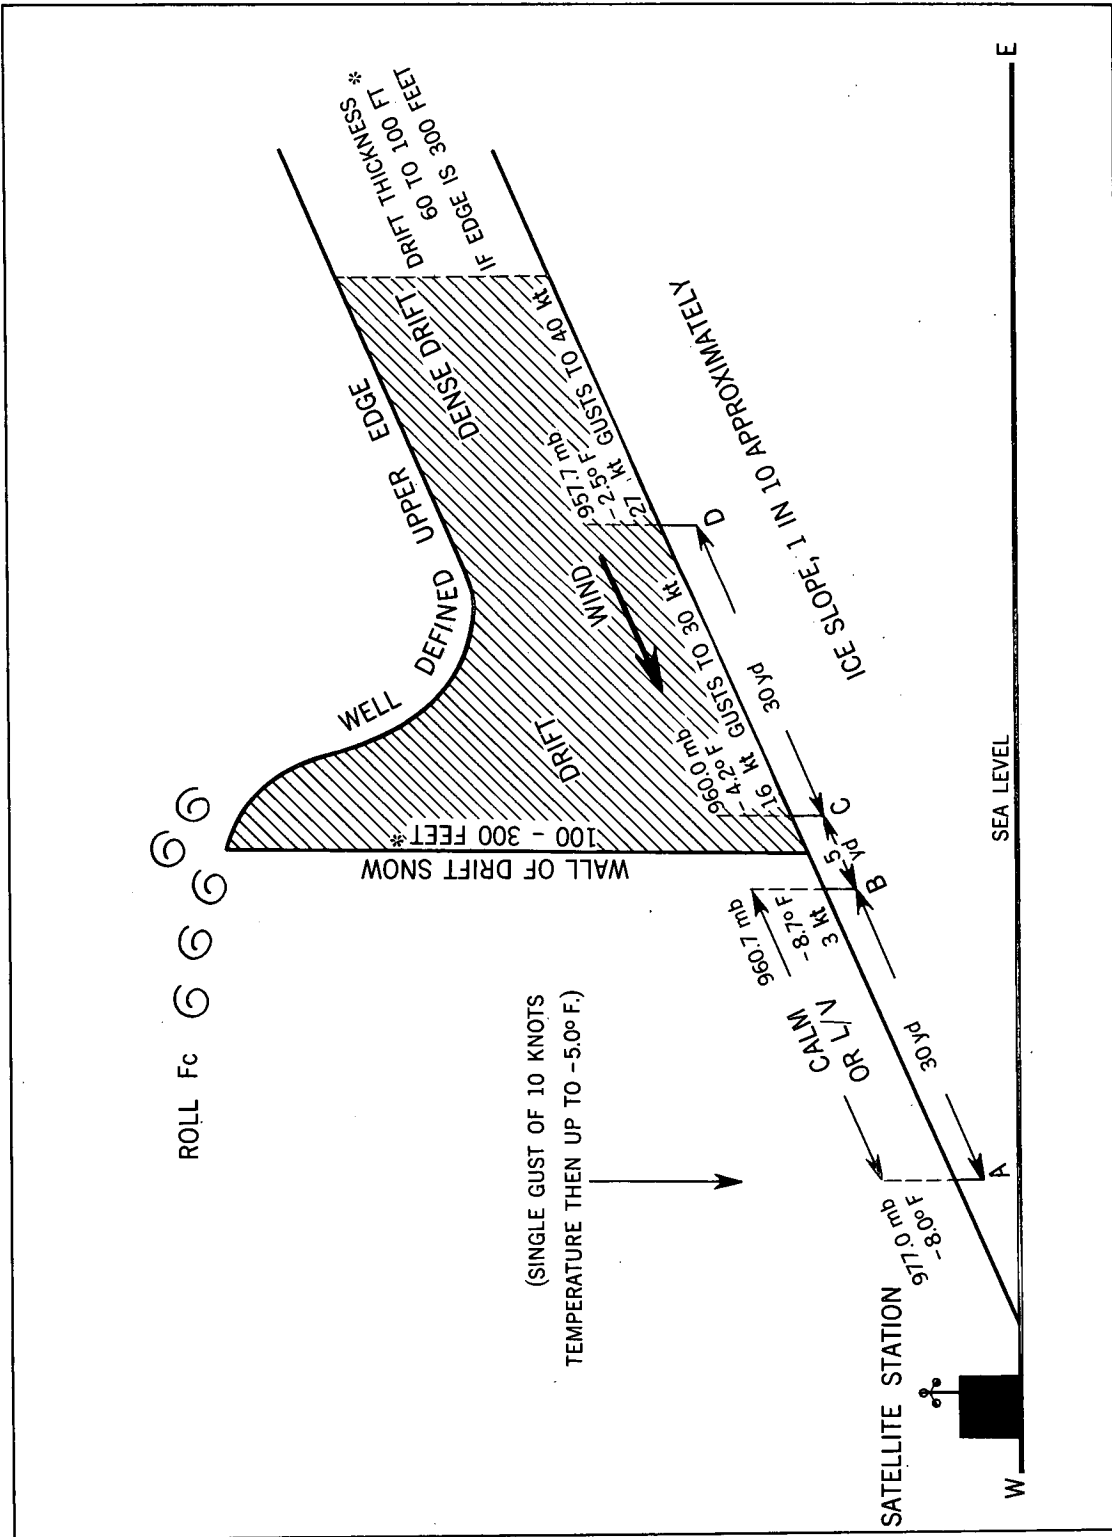 ROLL Fc
(SINGLE GUST OF 10 KNOTS
TEMPERATURE THEN UP TO -5.0° F.)
WALL OF DRIFT SNOW
100 - 300 FEET *
WELL DEFINED UPPER EDGE
DRIFT
DENSE DRIFT
DRIFT THICKNESS *
60 TO 100 FT
IF EDGE IS 300 FEET
WIND
977.0 mb
-8.0° F
CALM
OR L/V
960.7 mb
-8.7° F
3 kt
960.0 mb
-4.2° F
16 kt GUSTS TO 30 kt
957.7 mb
-2.5° F
27 kt GUSTS TO 40 kt
A
30 yd
B
5 yd
C
30 yd
D
ICE SLOPE, 1 IN 10 APPROXIMATELY
SATELLITE STATION
W
SEA LEVEL
E